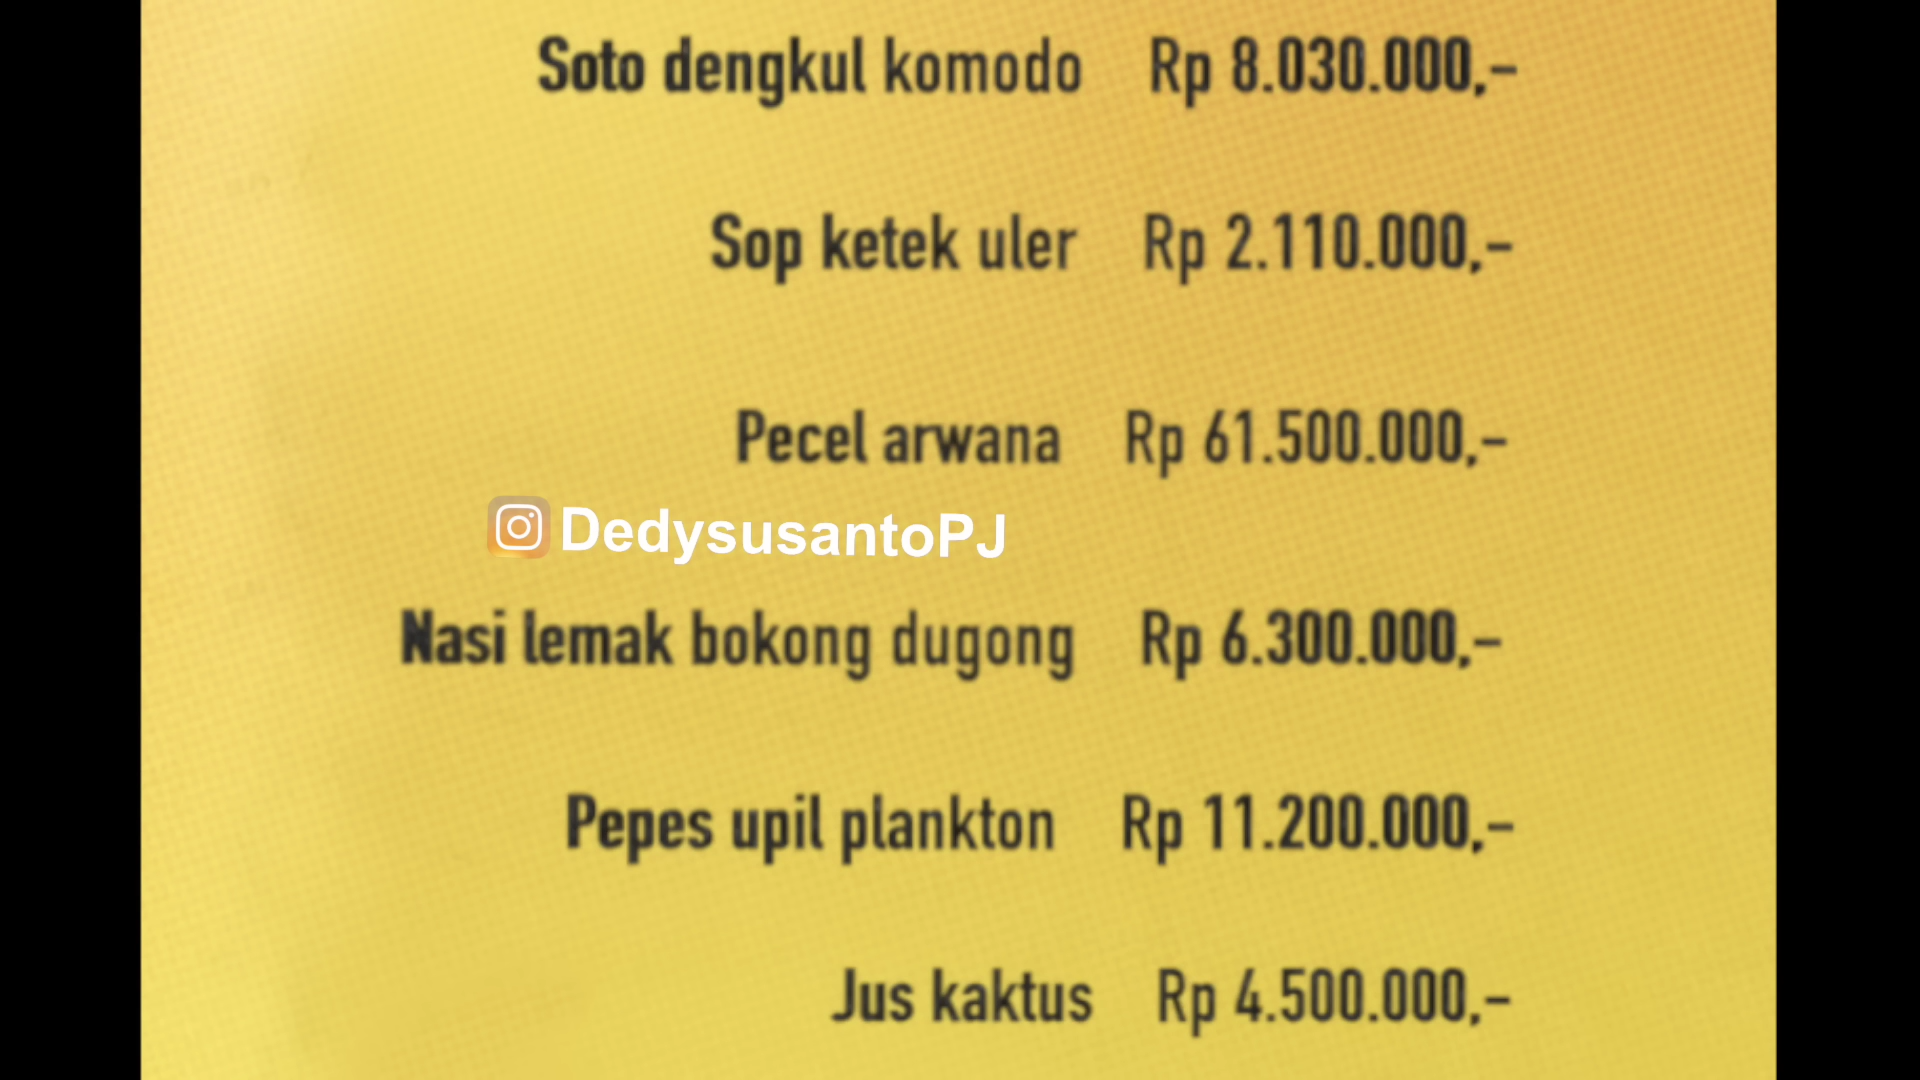 Soto dengkul komodo Rp 8.030.000,-
Sop ketek uler Rp 2.110.000,-
Pecel arwana Rp 61.500.000,-
DedysusantoPJ
Nasi lemak bokong dugong Rp 6.300.000,-
Pepes upil plankton Rp 11.200.000,-
Jus kaktus Rp 4.500.000,-